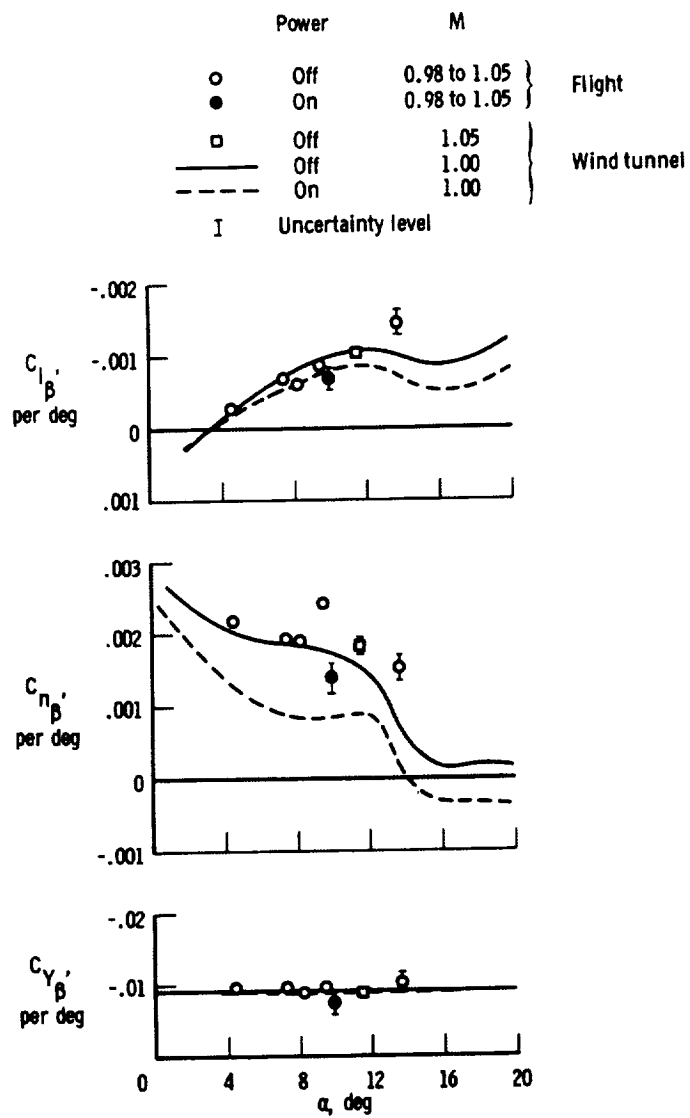 Power M
Off 0.98 to 1.05
On 0.98 to 1.05
Flight
Off 1.05
Off 1.00
On 1.00
Wind tunnel
Uncertainty level
-.002
-.001
0
.001
C_lβ,
per deg
.003
.002
.001
0
-.001
C_nβ,
per deg
-.02
-.01
C_Yβ,
per deg
0 4 8 12 16 20
α, deg